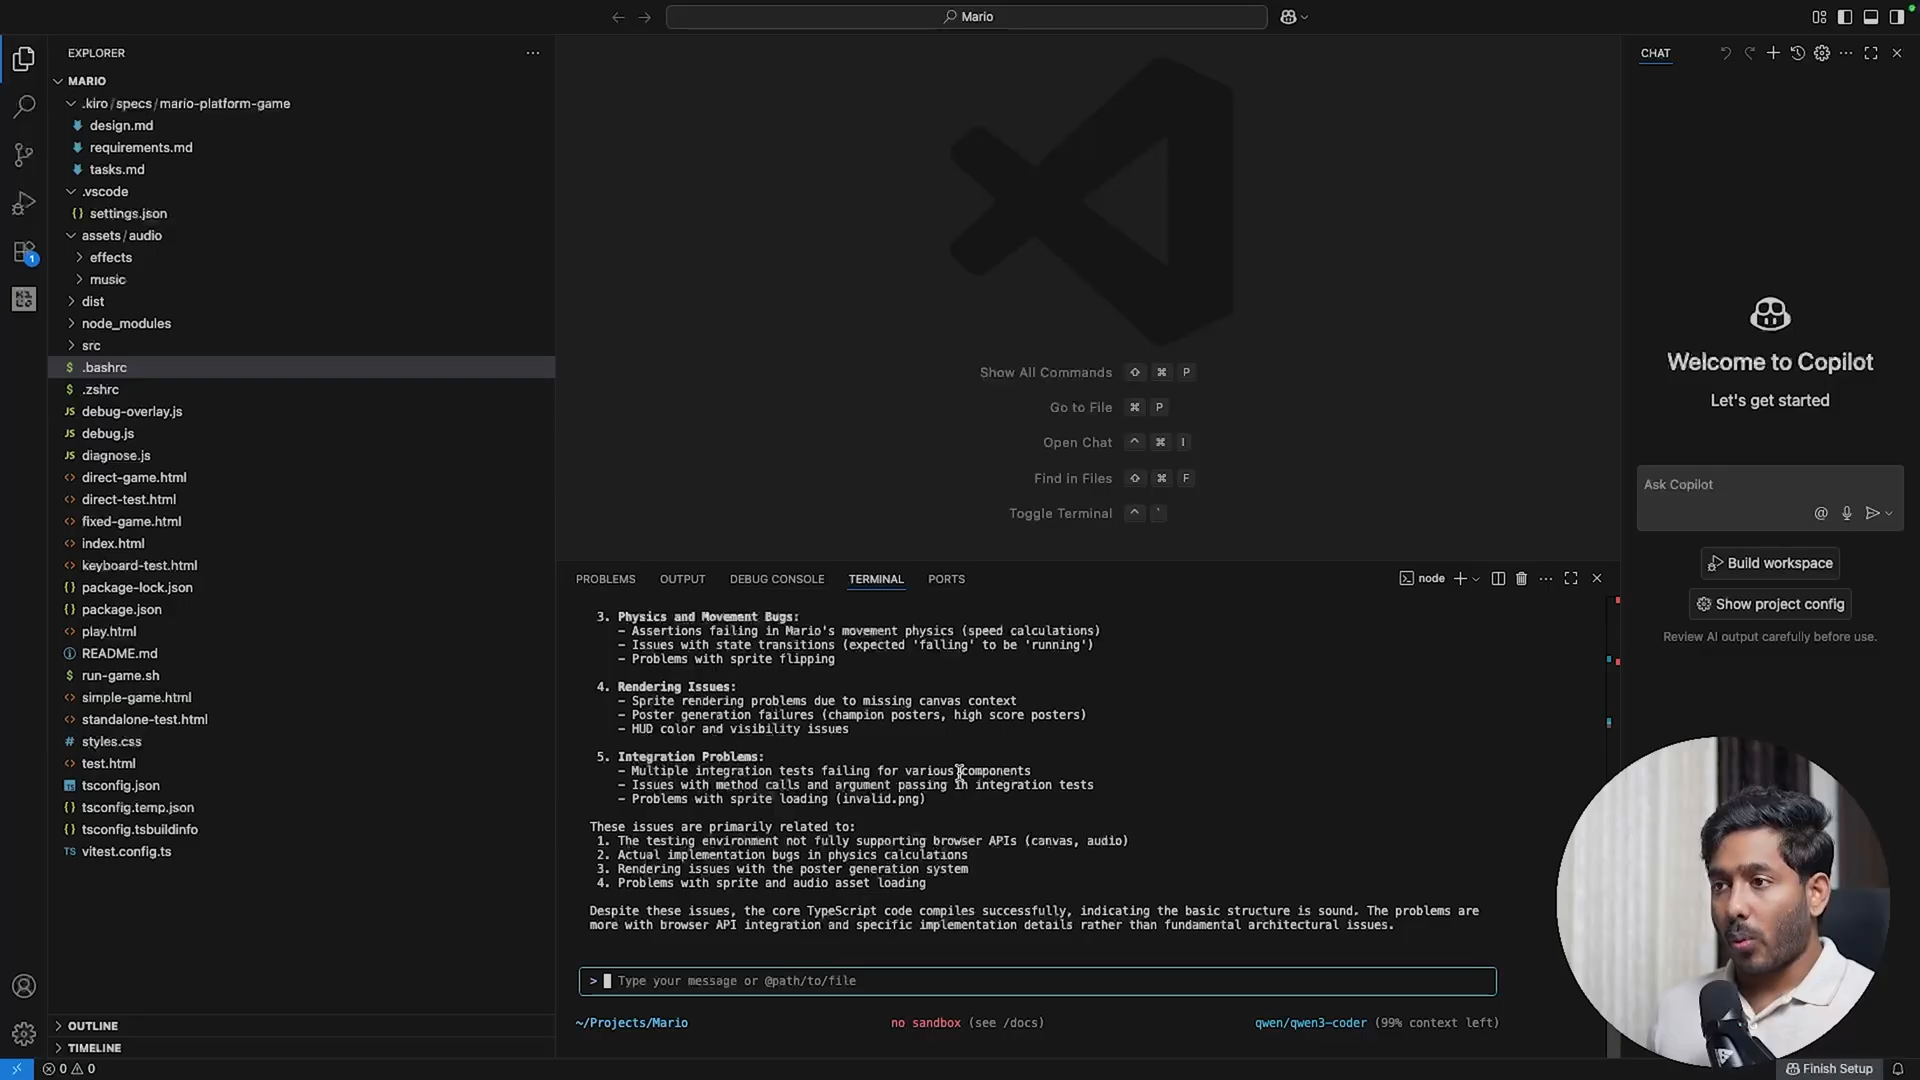 Mario
EXPLORER
MARIO
.kiro / specs / mario-platform-game
design.md
requirements.md
tasks.md
.vscode
{} settings.json
assets / audio
effects
music
dist
node_modules
src
$ .bashrc
$ .zshrc
JS debug-overlay.js
JS debug.js
JS diagnose.js
<> direct-game.html
<> direct-test.html
<> fixed-game.html
<> index.html
<> keyboard-test.html
{} package-lock.json
{} package.json
<> play.html
README.md
$ run-game.sh
<> simple-game.html
<> standalone-test.html
# styles.css
<> test.html
tsconfig.json
{} tsconfig.temp.json
{} tsconfig.tsbuildinfo
TS vitest.config.ts
OUTLINE
TIMELINE
1
0 0
Show All Commands ⇧ ⌘ P
Go to File ⌘ P
Open Chat ^ ⌘ I
Find in Files ⇧ ⌘ F
Toggle Terminal ^ `
PROBLEMS OUTPUT DEBUG CONSOLE TERMINAL PORTS
node
3. Physics and Movement Bugs:
– Assertions failing in Mario's movement physics (speed calculations)
– Issues with state transitions (expected 'falling' to be 'running')
– Problems with sprite flipping
4. Rendering Issues:
– Sprite rendering problems due to missing canvas context
– Poster generation failures (champion posters, high score posters)
– HUD color and visibility issues
5. Integration Problems:
– Multiple integration tests failing for various components
– Issues with method calls and argument passing in integration tests
– Problems with sprite loading (invalid.png)
These issues are primarily related to:
1. The testing environment not fully supporting browser APIs (canvas, audio)
2. Actual implementation bugs in physics calculations
3. Rendering issues with the poster generation system
4. Problems with sprite and audio asset loading
Despite these issues, the core TypeScript code compiles successfully, indicating the basic structure is sound. The problems are
more with browser API integration and specific implementation details rather than fundamental architectural issues.
> Type your message or @path/to/file
~/Projects/Mario no sandbox (see /docs) qwen/qwen3-coder (99% context left)
CHAT
Welcome to Copilot
Let's get started
Ask Copilot
@
Build workspace
Show project config
Review AI output carefully before use.
Finish Setup